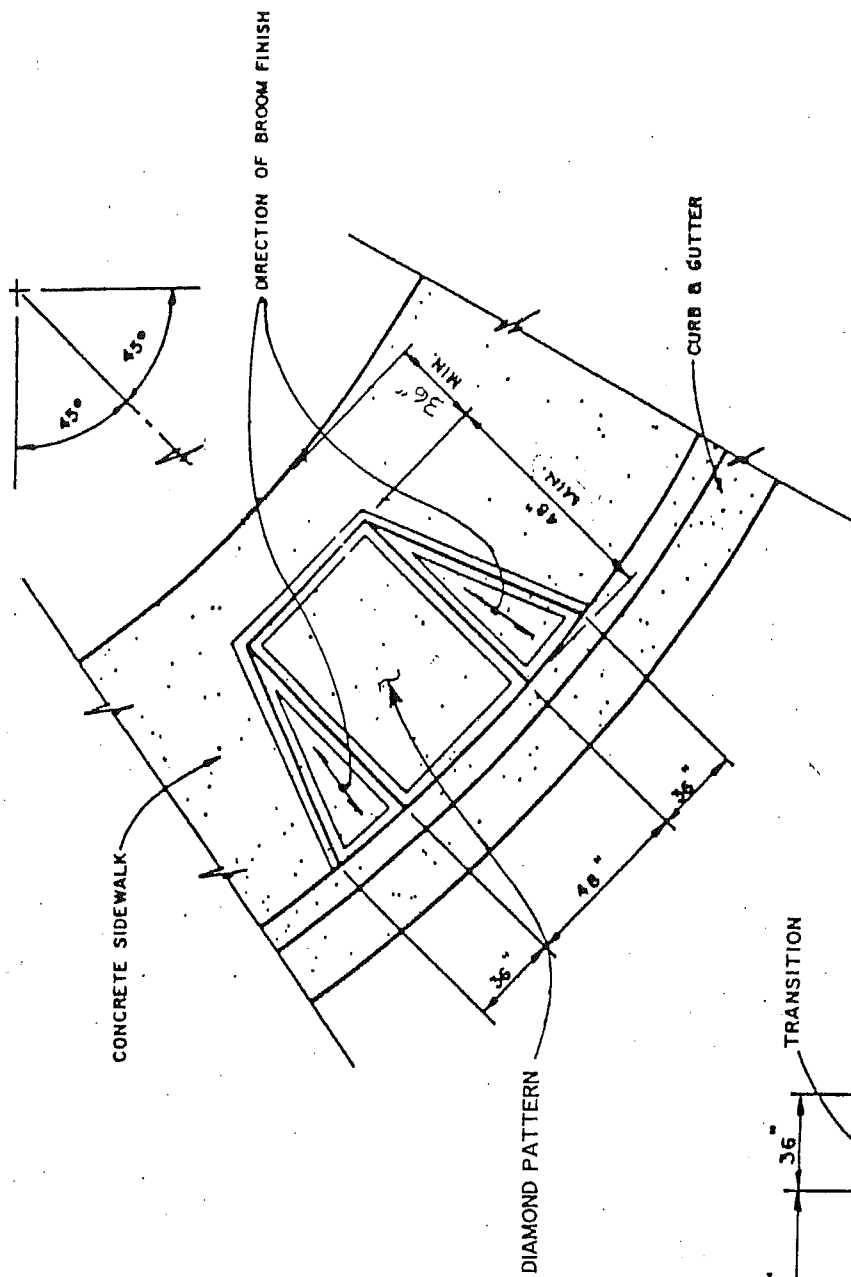 DIRECTION OF BROOM FINISH
45°
45°
36"
MIN.
48"
MIN.
CURB & GUTTER
CONCRETE SIDEWALK
36"
48"
36"
DIAMOND PATTERN
TRANSITION
36"